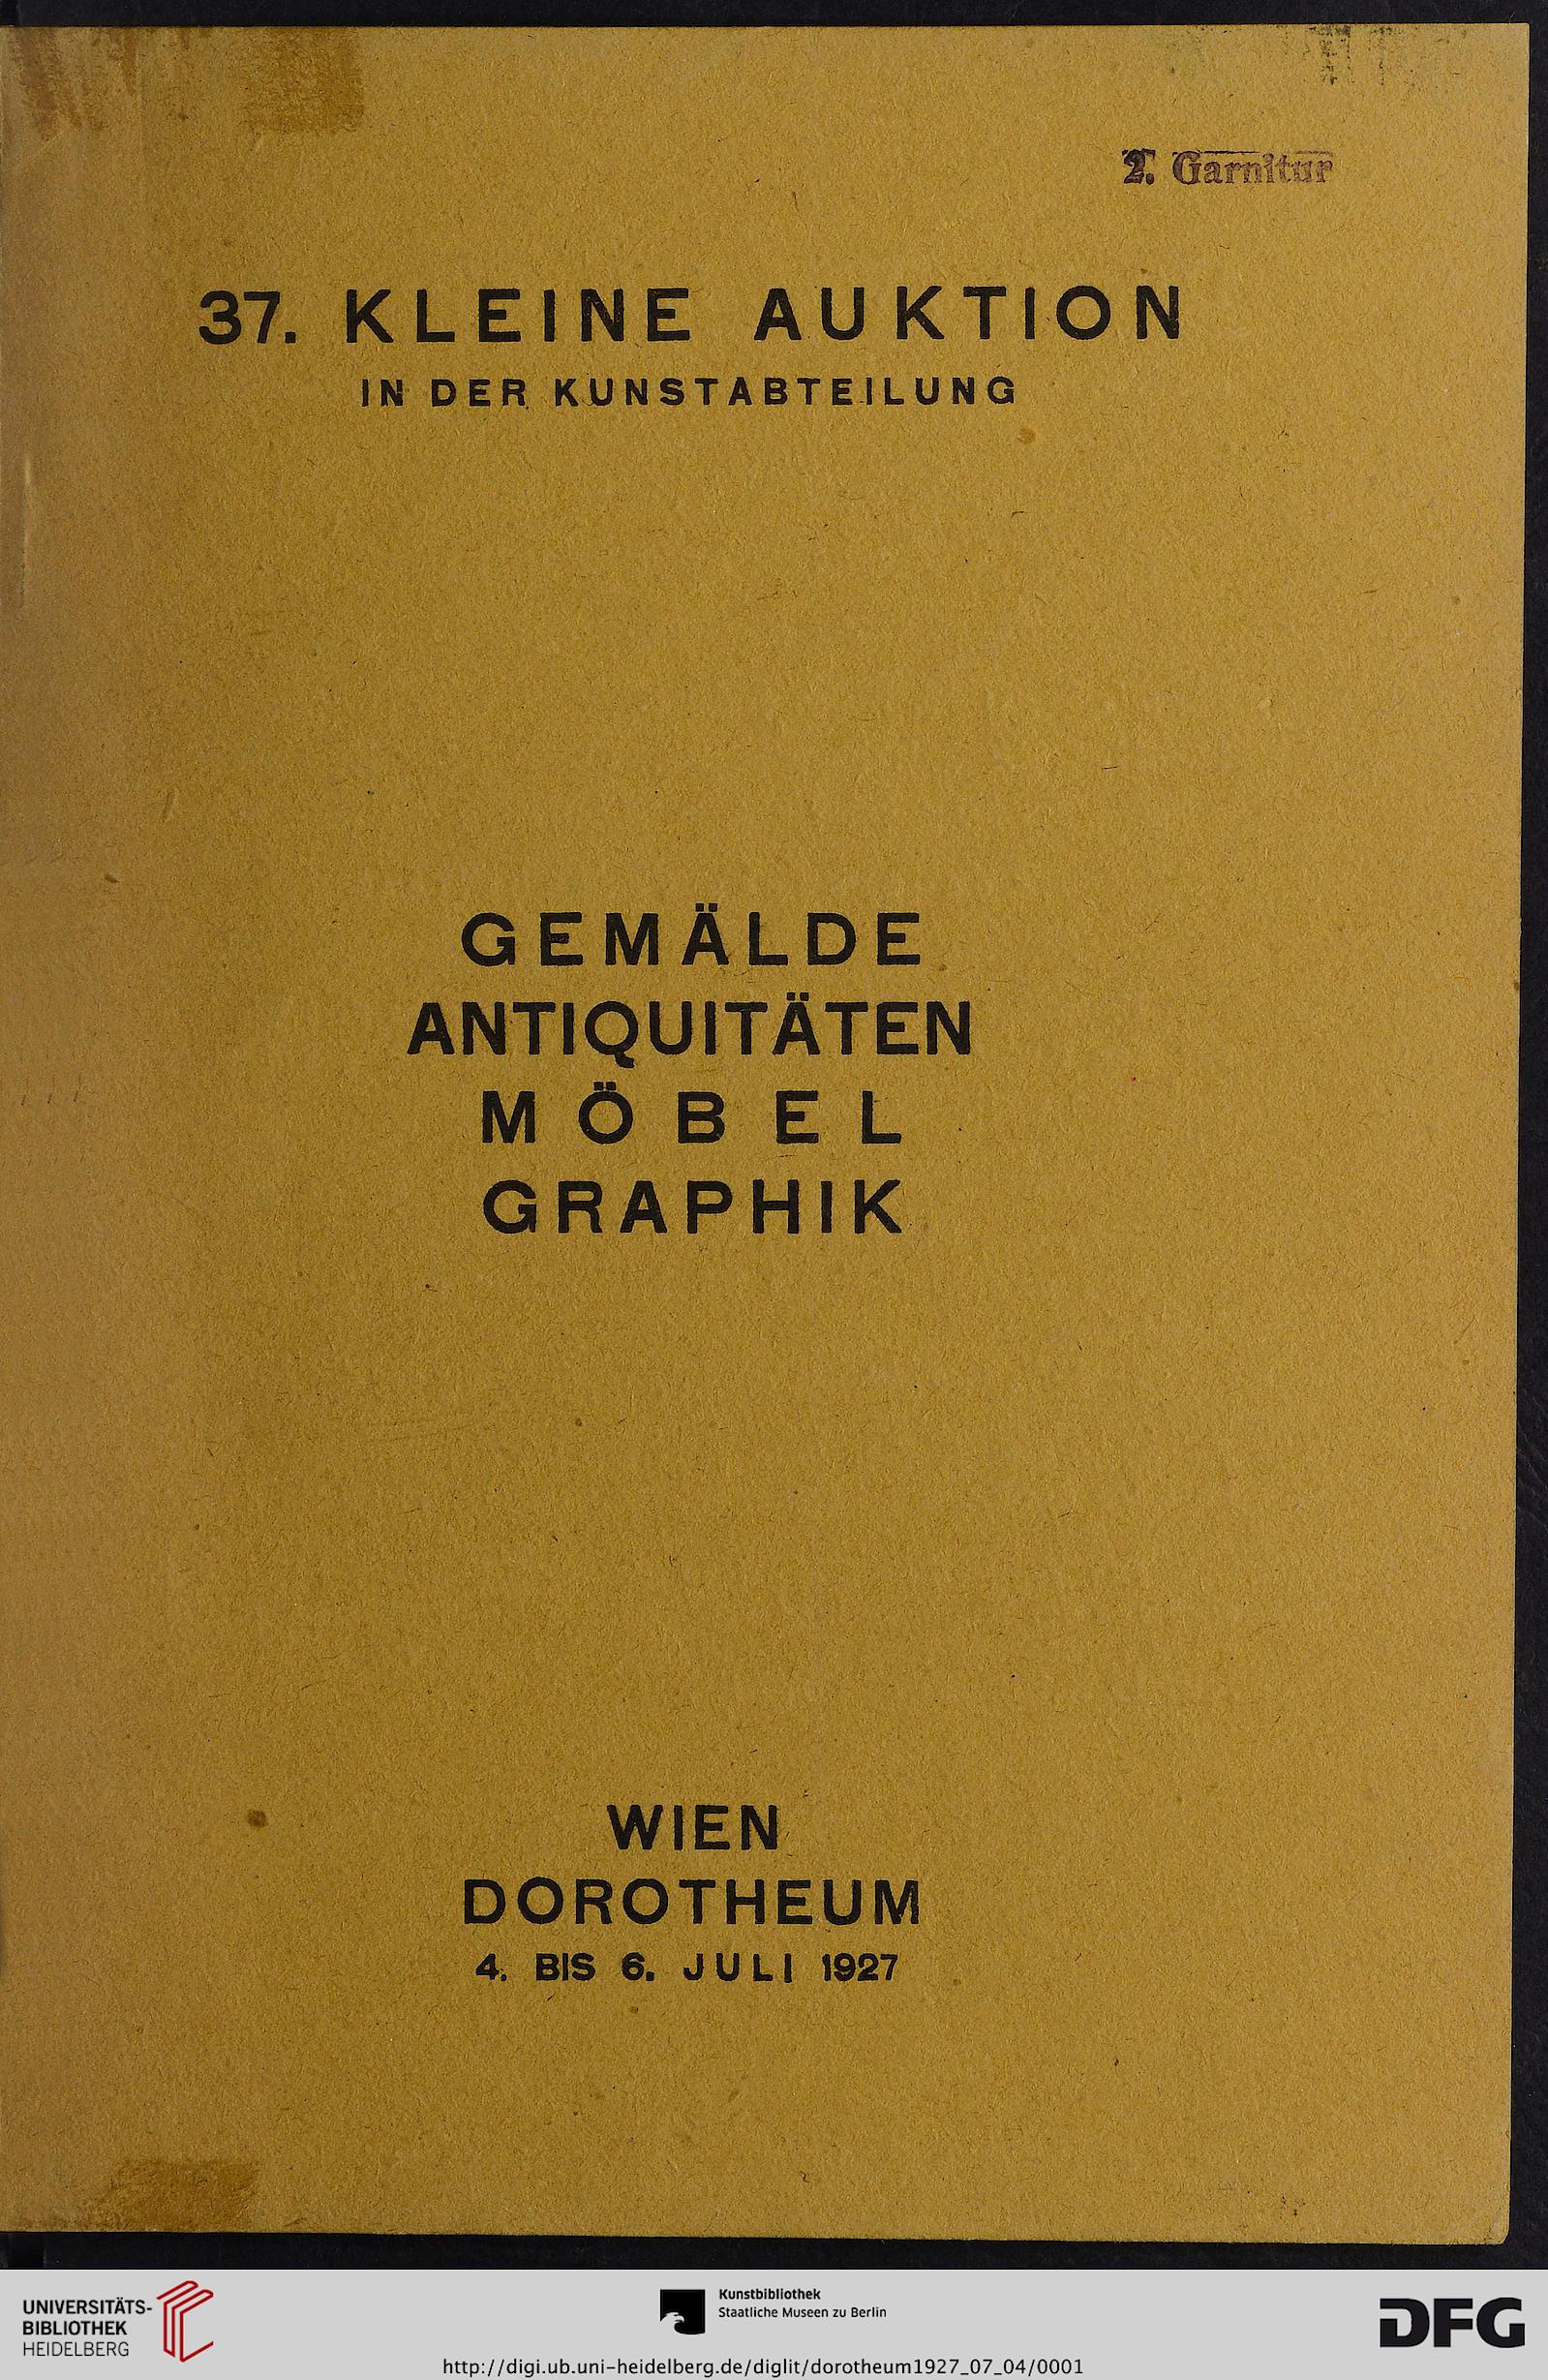 2. Garnitur
37. KLEINE AUKTION
IN DER KUNSTABTEILUNG
GEMÄLDE
ANTIQUITÄTEN
MÖBEL
GRAPHIK
WIEN
DOROTHEUM
4. BIS 6. JULI 1927
UNIVERSITÄTS-
BIBLIOTHEK
HEIDELBERG
Kunstbibliothek
Staatliche Museen zu Berlin
DFG
http://digi.ub.uni-heidelberg.de/diglit/dorotheum1927_07_04/0001